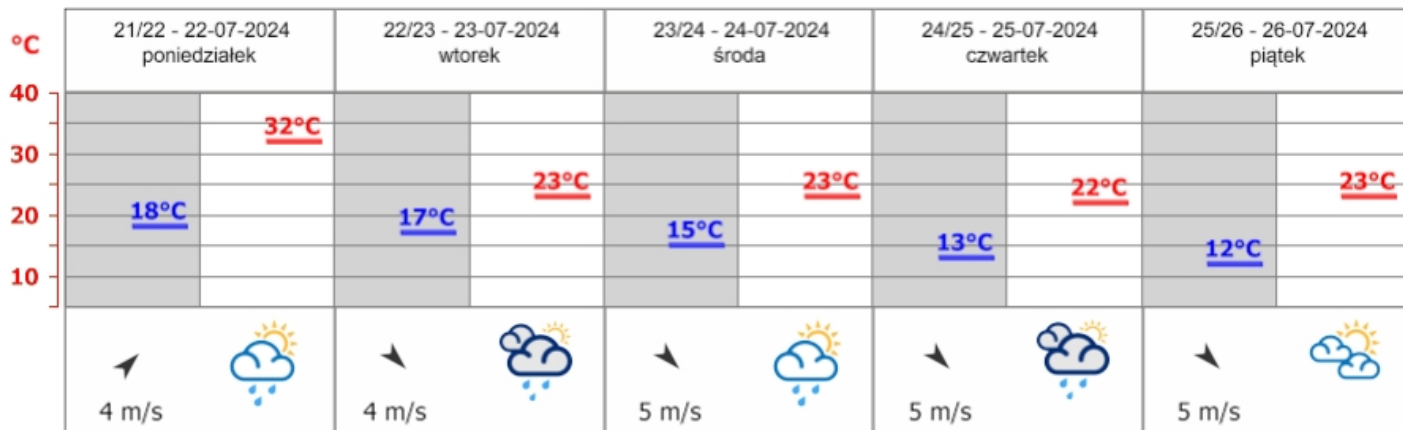 °C
21/22 - 22-07-2024
poniedziałek
22/23 - 23-07-2024
wtorek
23/24 - 24-07-2024
środa
24/25 - 25-07-2024
czwartek
25/26 - 26-07-2024
piątek
40
30
20
10
18°C
32°C
17°C
23°C
15°C
23°C
13°C
22°C
12°C
23°C
4 m/s
4 m/s
5 m/s
5 m/s
5 m/s